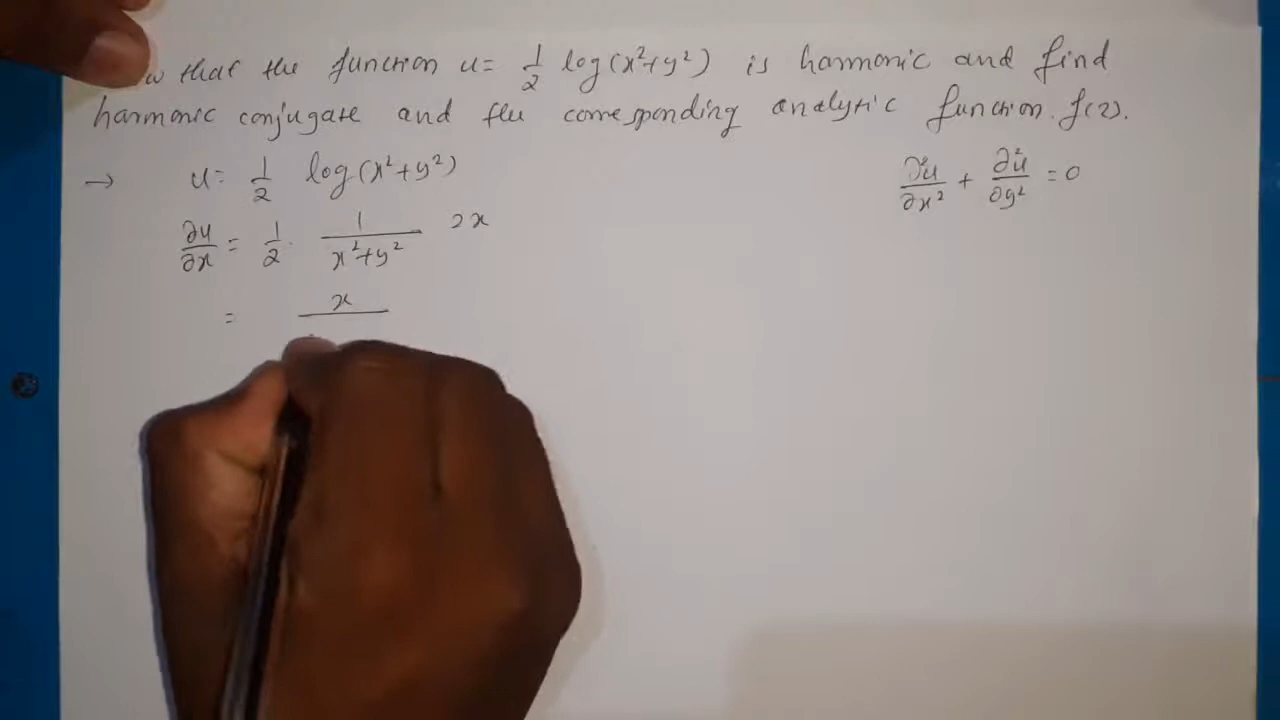 that the function u = 1/2 log(x²+y²) is harmonic and find
harmonic conjugate and the corresponding analytic function. f(z).
→ u = 1/2 log(x²+y²)
∂²u/∂x² + ∂²u/∂y² = 0
∂u/∂x = 1/2 · 1/(x²+y²) 2x
= x/